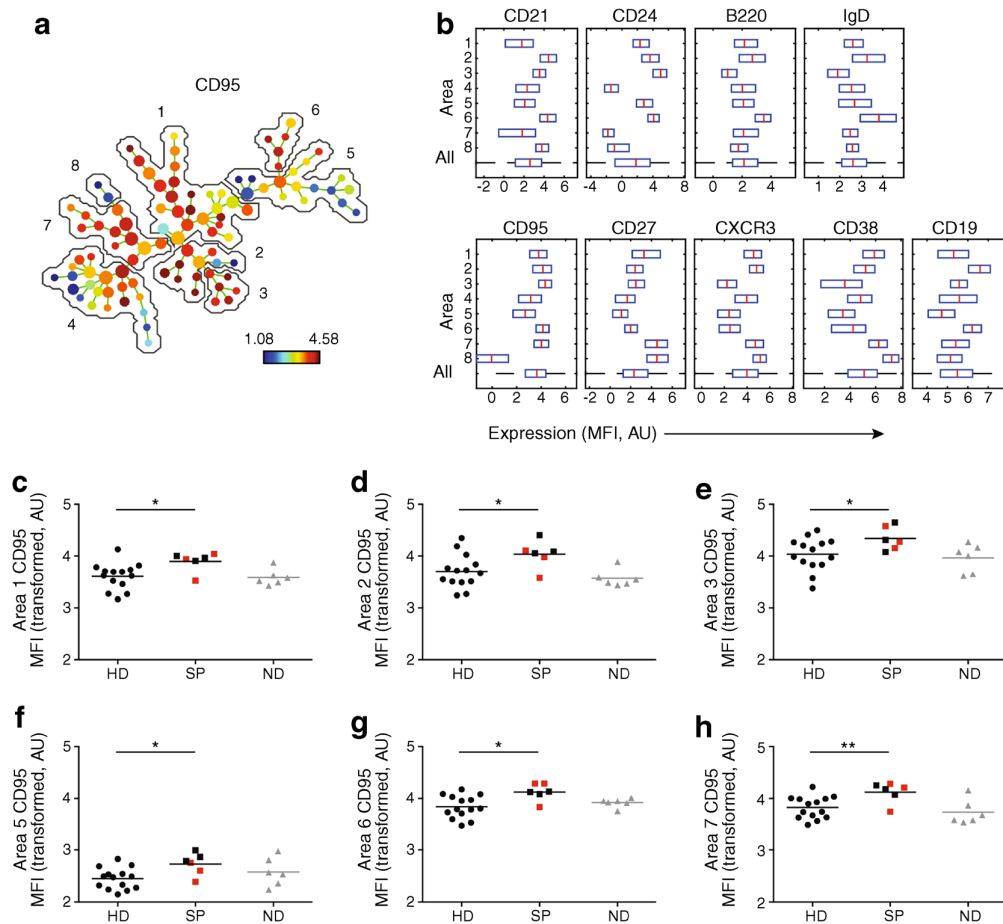 a
CD95
1
6
5
8
7
2
3
4
1.08 4.58
b
CD21 CD24 B220 IgD
Area
1
2
3
4
5
6
7
8
All
-2 0 2 4 6 -4 0 4 8 0 2 4 6 1 2 3 4
CD95 CD27 CXCR3 CD38 CD19
Area
1
2
3
4
5
6
7
8
All
0 2 4 6 -2 0 2 4 6 0 2 4 6 8 2 4 6 8 4 5 6 7
Expression (MFI, AU)
c
Area 1 CD95
MFI (transformed, AU)
5
4
3
2
*
HD SP ND
d
Area 2 CD95
MFI (transformed, AU)
5
4
3
2
*
HD SP ND
e
Area 3 CD95
MFI (transformed, AU)
5
4
3
2
*
HD SP ND
f
Area 5 CD95
MFI (transformed, AU)
5
4
3
2
*
HD SP ND
g
Area 6 CD95
MFI (transformed, AU)
5
4
3
2
*
HD SP ND
h
Area 7 CD95
MFI (transformed, AU)
5
4
3
2
**
HD SP ND